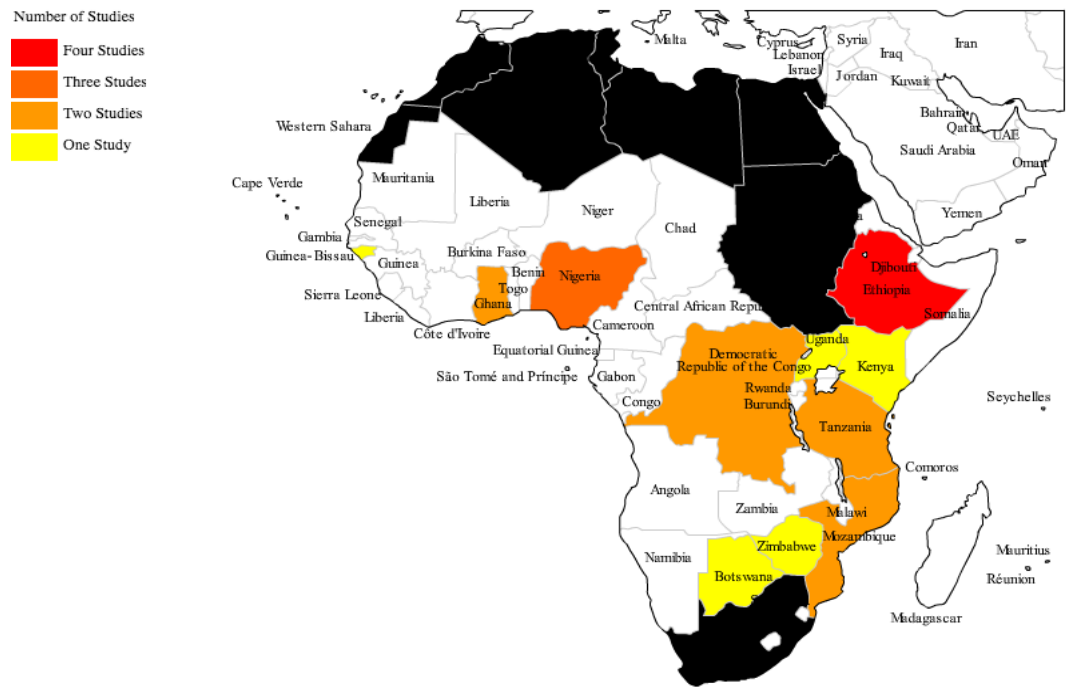 Number of Studies
Four Studies
Three Studes
Two Studies
One Study
Malta
Cyprus
Lebanon
Israel
Syria
Iraq
Iran
Jordan
Kuwait
Bahrain
Qatar
UAE
Saudi Arabia
Oman
Yemen
Western Sahara
Mauritania
Cape Verde
Liberia
Niger
Chad
Senegal
Gambia
Guinea-Bissau
Guinea
Burkina Faso
Benin
Togo
Ghana
Nigeria
Djibouti
Ethiopia
Somalia
Sierra Leone
Liberia
Côte d'Ivoire
Central African Repu
Cameroon
Equatorial Guinea
São Tomé and Príncipe
Gabon
Congo
Democratic
Republic of the Congo
Uganda
Kenya
Rwanda
Burundi
Tanzania
Seychelles
Comoros
Angola
Zambia
Malawi
Mozambique
Zimbabwe
Namibia
Botswana
Mauritius
Réunion
Madagascar